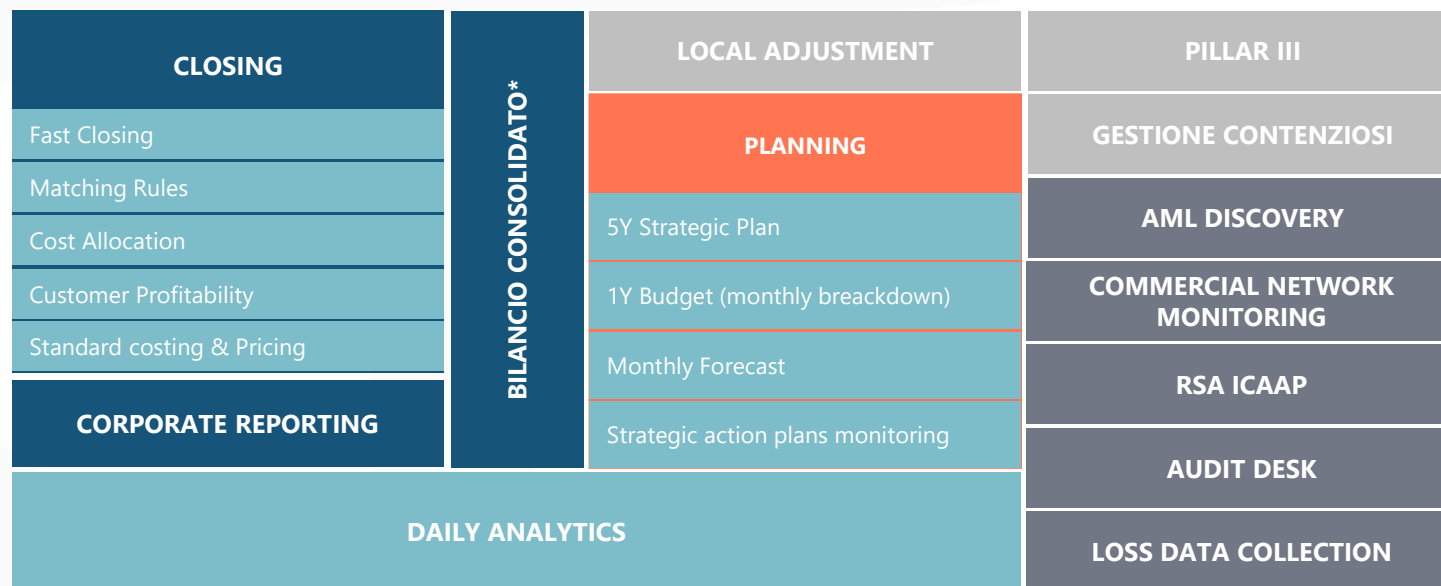 CLOSING
Fast Closing
Matching Rules
Cost Allocation
Customer Profitability
Standard costing & Pricing
CORPORATE REPORTING
BILANCIO CONSOLIDATO*
LOCAL ADJUSTMENT
PLANNING
5Y Strategic Plan
1Y Budget (monthly breackdown)
Monthly Forecast
Strategic action plans monitoring
DAILY ANALYTICS
PILLAR III
GESTIONE CONTENZIOSI
AML DISCOVERY
COMMERCIAL NETWORK
MONITORING
RSA ICAAP
AUDIT DESK
LOSS DATA COLLECTION